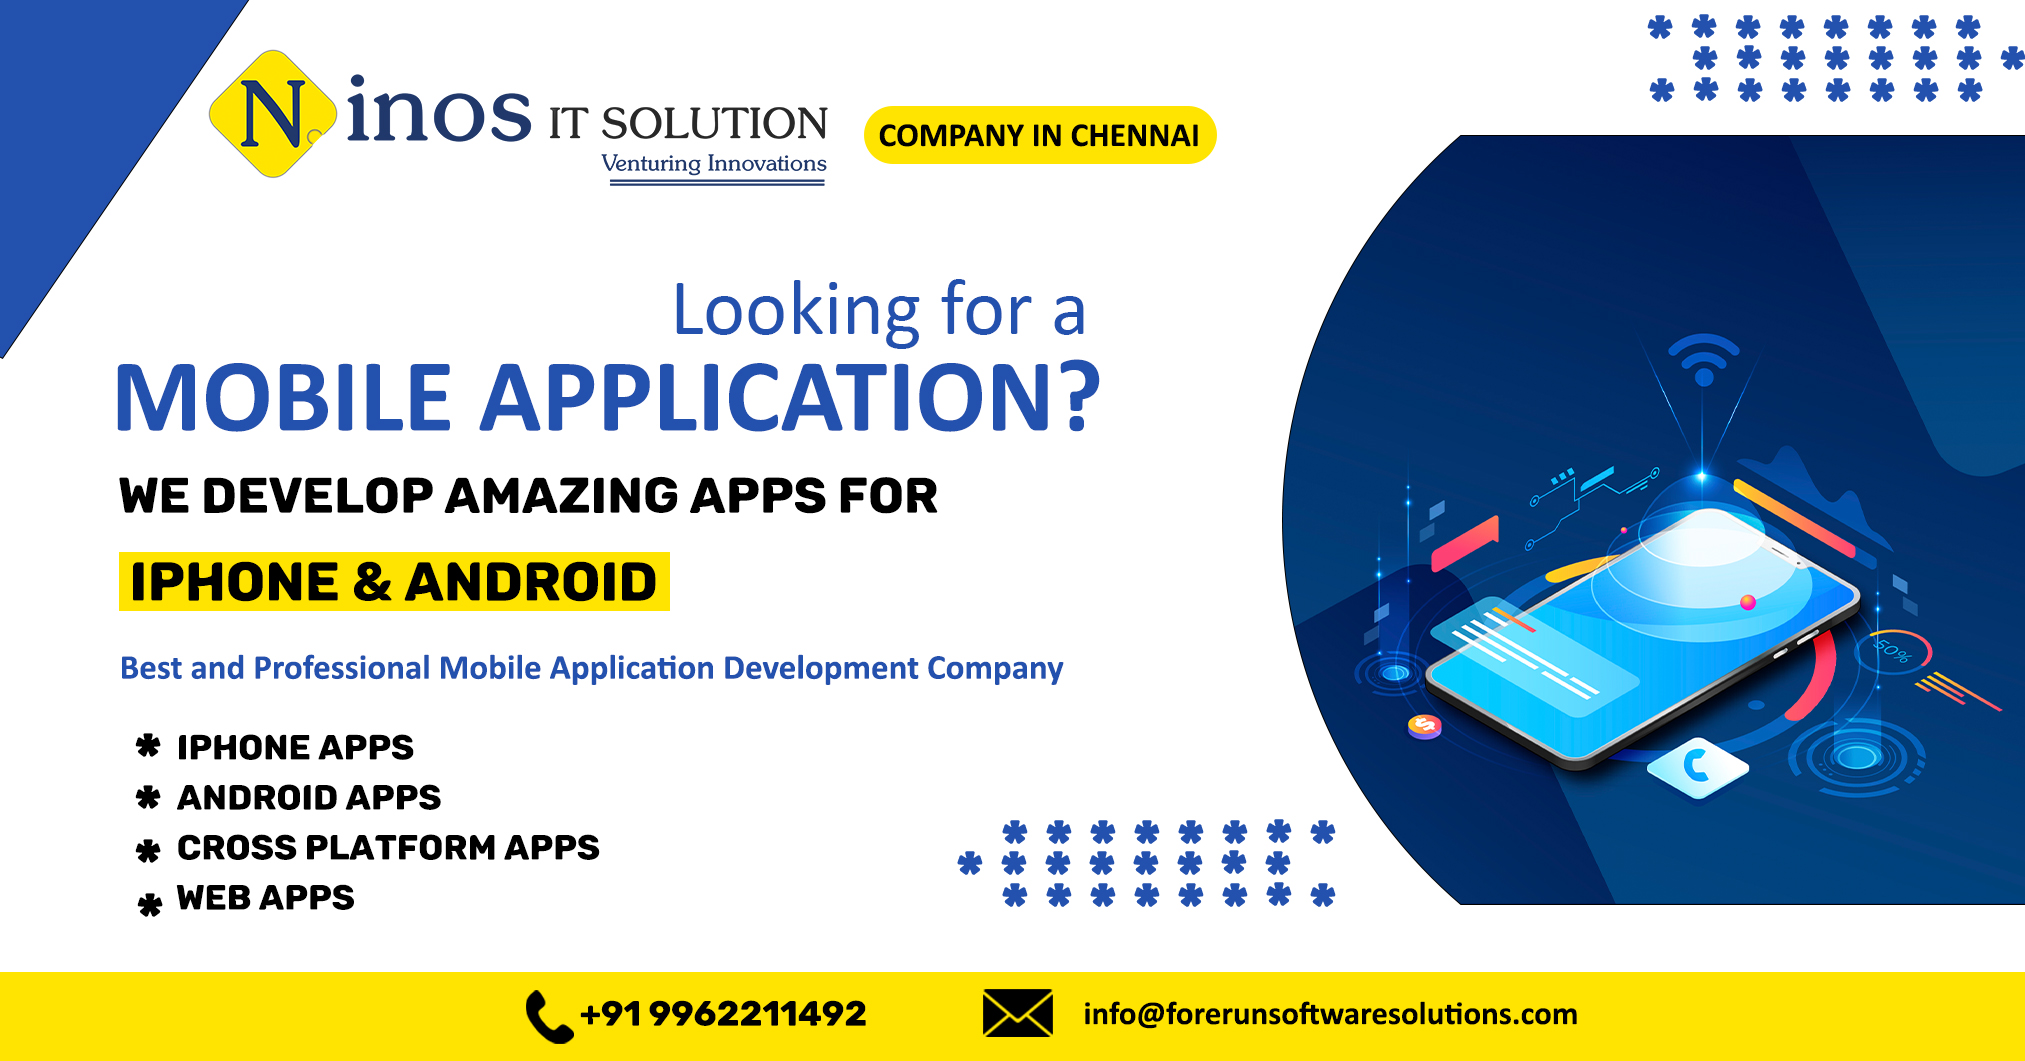 Ninos IT SOLUTION
Venturing Innovations
COMPANY IN CHENNAI
Looking for a
MOBILE APPLICATION?
WE DEVELOP AMAZING APPS FOR
IPHONE & ANDROID
Best and Professional Mobile Application Development Company
* IPHONE APPS
* ANDROID APPS
* CROSS PLATFORM APPS
* WEB APPS
50%
$
C
+91 9962211492
info@forerunsoftwaresolutions.com